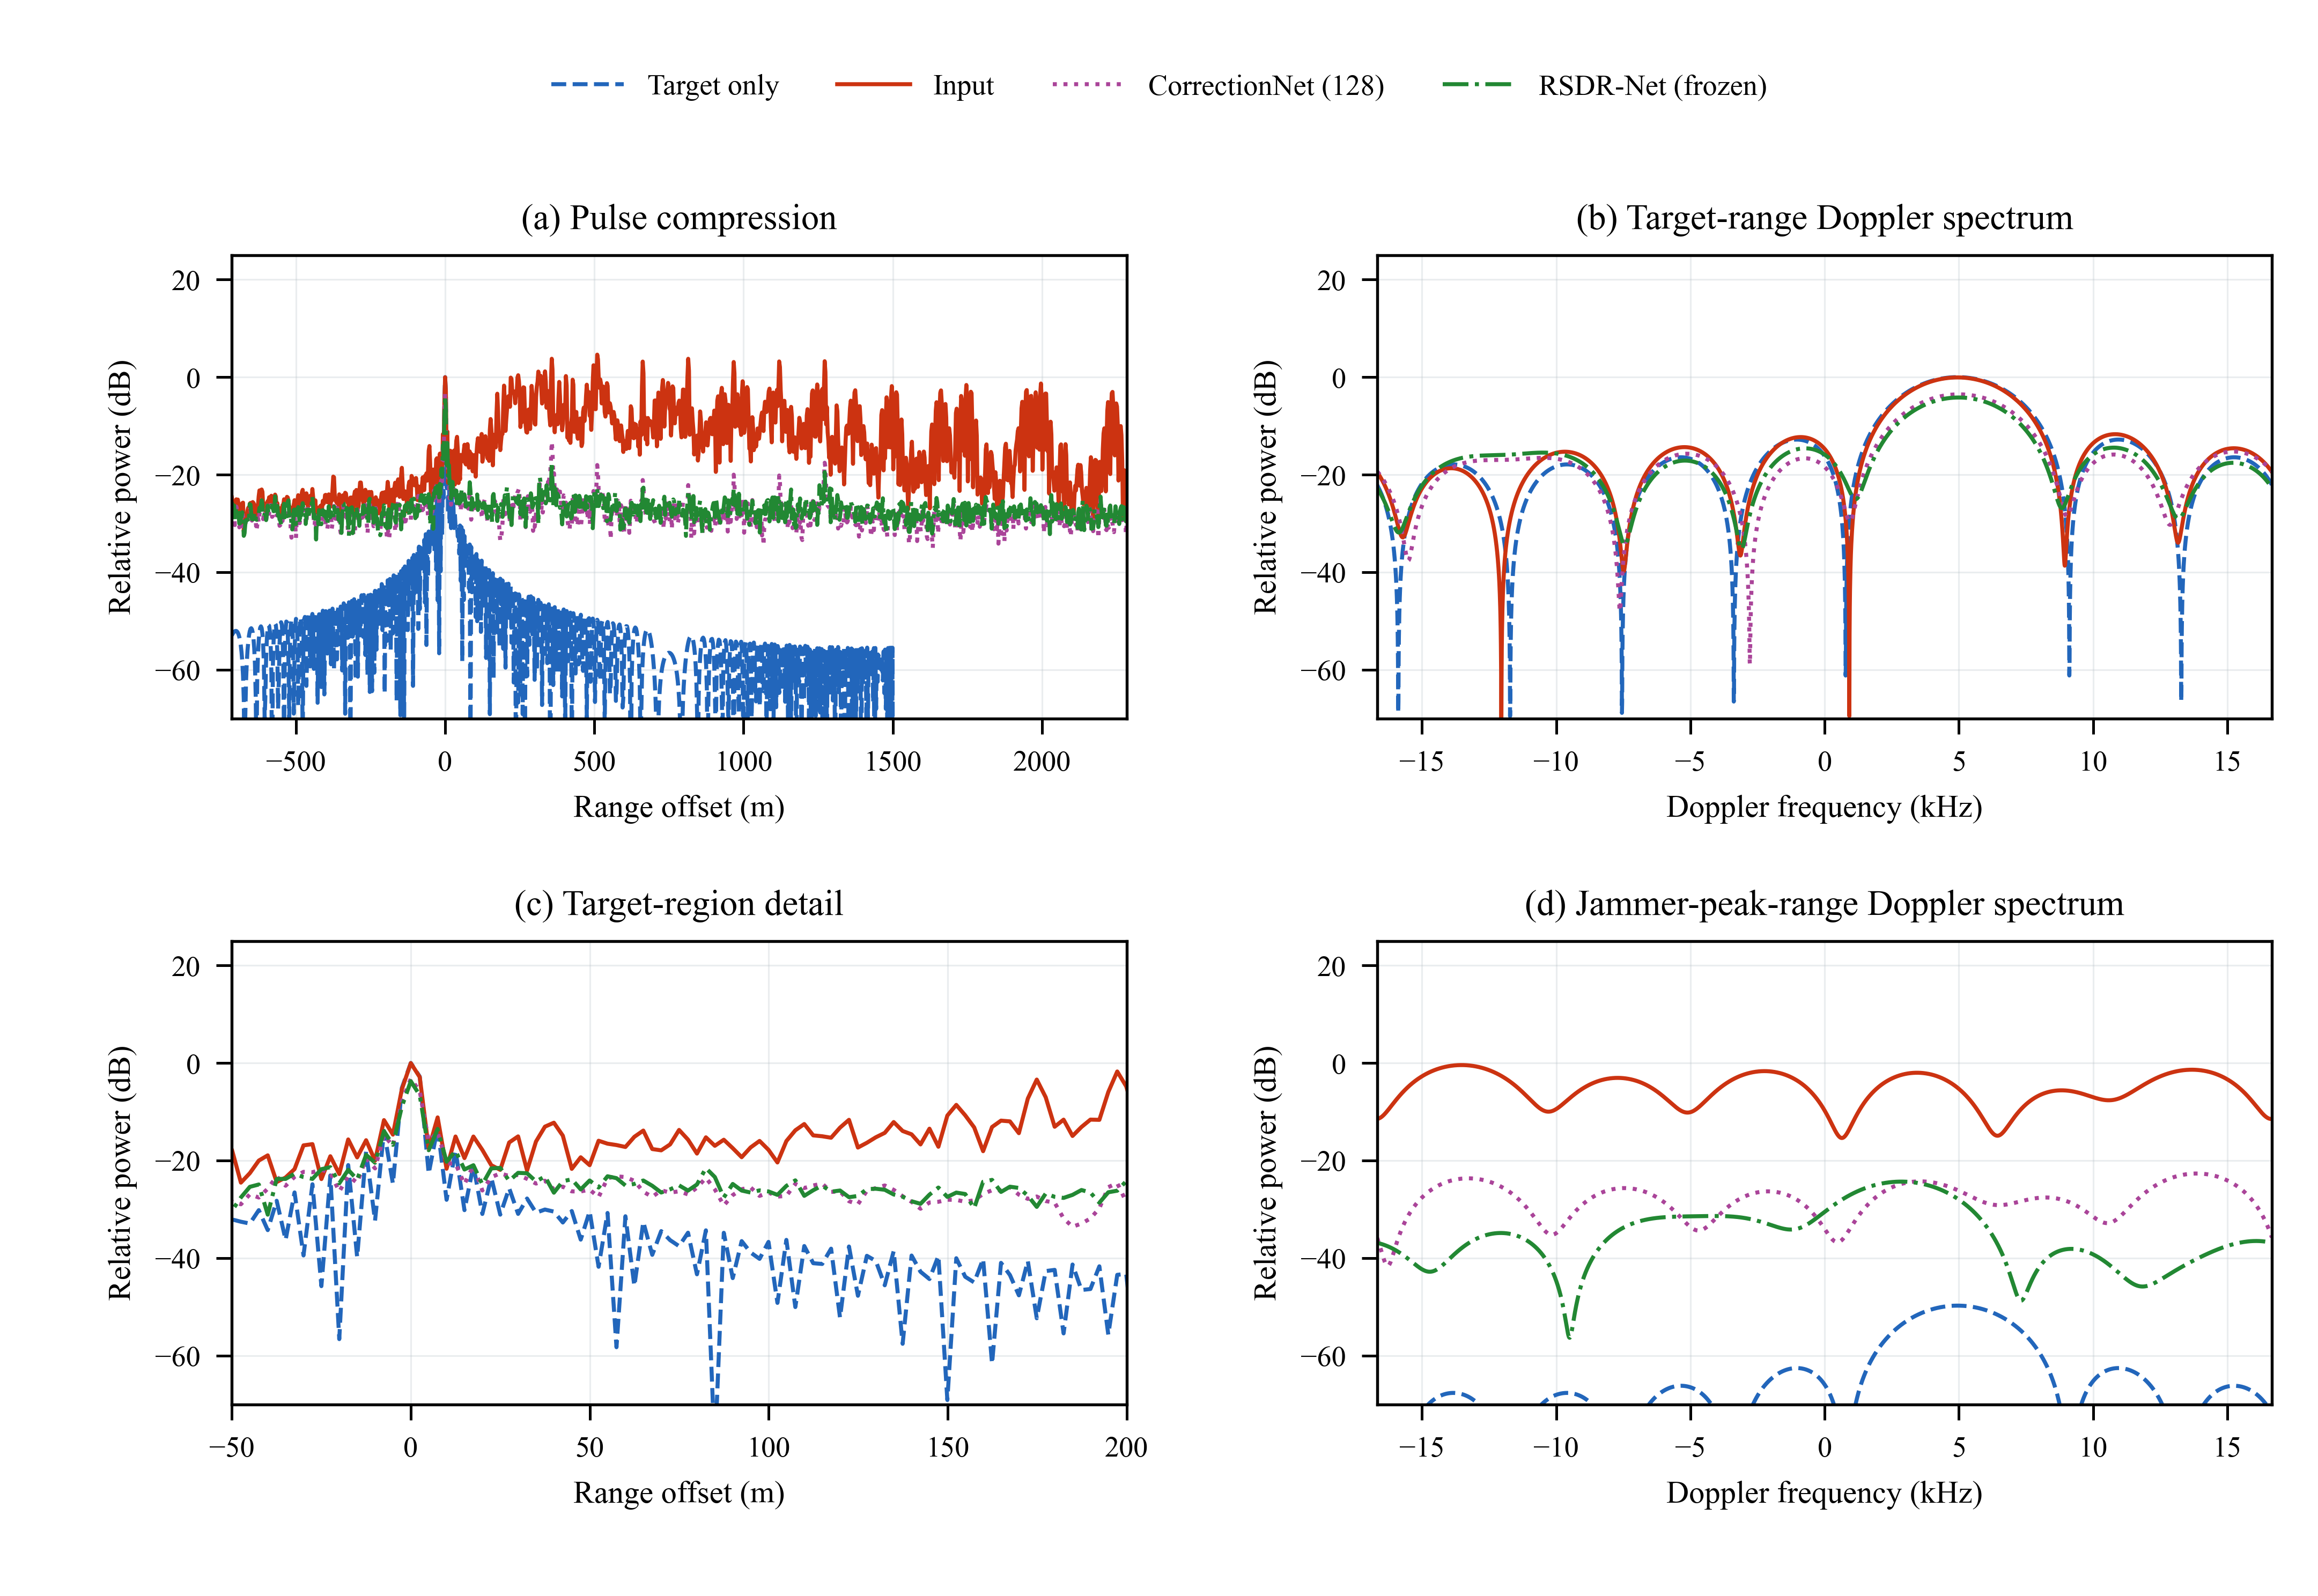 Target only Input CorrectionNet (128) RSDR-Net (frozen)
(a) Pulse compression
20
0
−20
−40
−60
Relative power (dB)
−500 0 500 1000 1500 2000
Range offset (m)
(b) Target-range Doppler spectrum
20
0
−20
−40
−60
Relative power (dB)
−15 −10 −5 0 5 10 15
Doppler frequency (kHz)
(c) Target-region detail
20
0
−20
−40
−60
Relative power (dB)
−50 0 50 100 150 200
Range offset (m)
(d) Jammer-peak-range Doppler spectrum
20
0
−20
−40
−60
Relative power (dB)
−15 −10 −5 0 5 10 15
Doppler frequency (kHz)